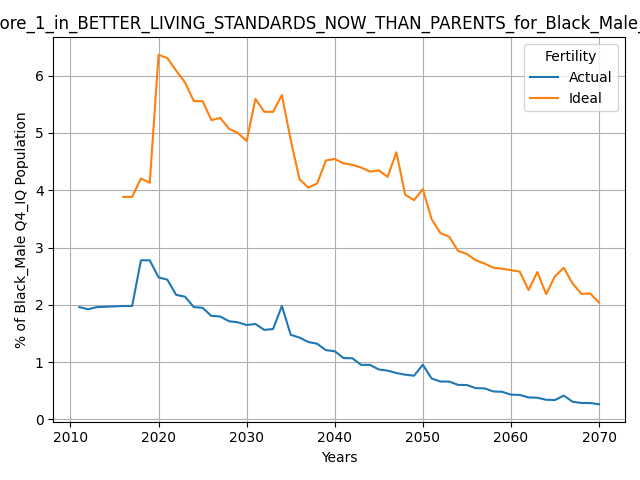 ore_1_in_BETTER_LIVING_STANDARDS_NOW_THAN_PARENTS_for_Black_Male_
Fertility
Actual
Ideal
% of Black_Male Q4_IQ Population
6
5
4
3
2
1
0
2010 2020 2030 2040 2050 2060 2070
Years